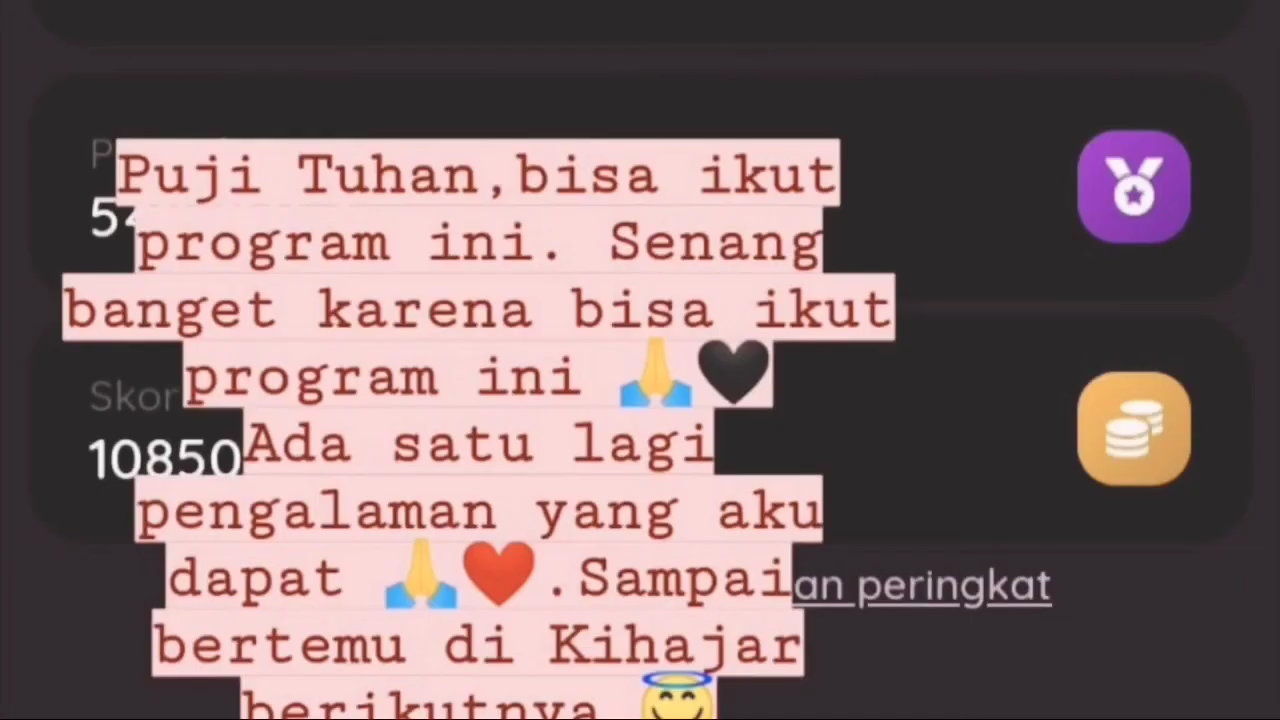 Puji Tuhan,bisa ikut
program ini. Senang
banget karena bisa ikut
program ini 🙏🖤
Skor
10850
Ada satu lagi
pengalaman yang aku
dapat 🙏❤️.Sampai
an peringkat
bertemu di Kihajar
berikutnya 😇